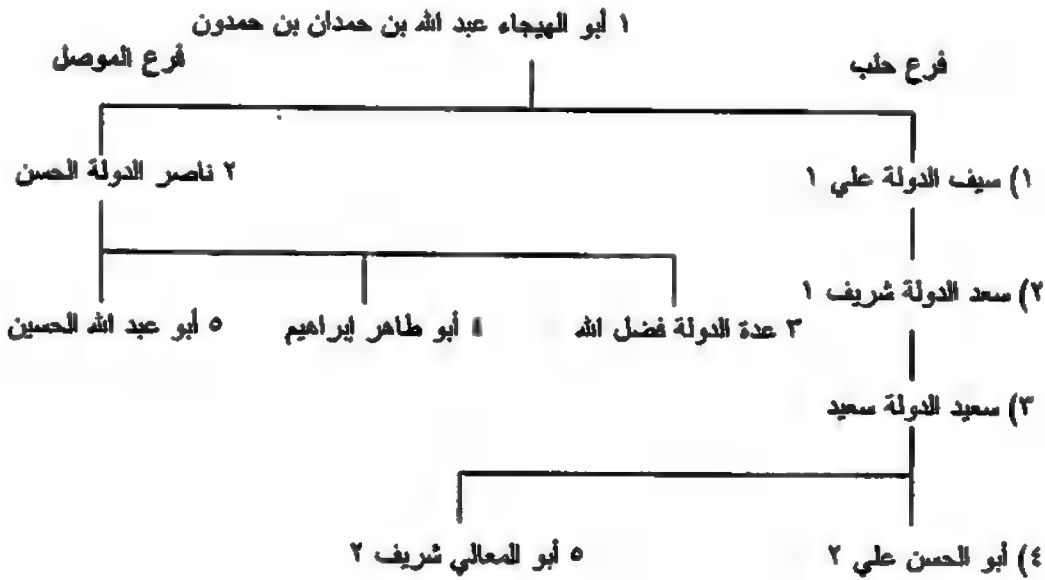 ١ أبو الهيجاء عبد الله بن حمدان بن حمدون
فرع حلب
فرع الموصل
١) سيف الدولة علي ١
٢ ناصر الدولة الحسن
٢) سعد الدولة شريف ١
٣ عدة الدولة فضل الله
٤ أبو طاهر إبراهيم
٥ أبو عبد الله الحسين
٣) سعيد الدولة سعيد
٤) أبو الحسن علي ٢
٥ أبو المعالي شريف ٢